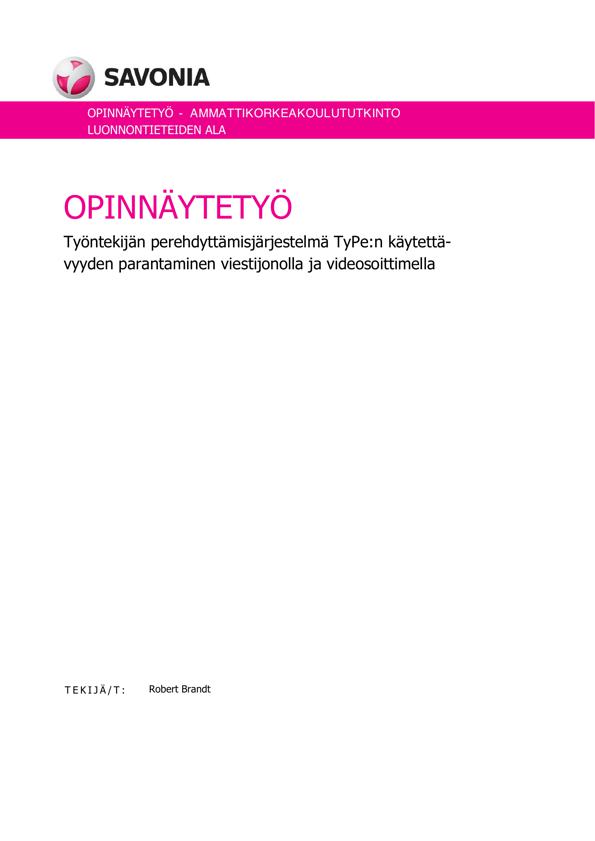 SAVONIA
OPINNÄYTETYÖ - AMMATTIKORKEAKOULUTUTKINTO
LUONNONTIETEIDEN ALA
OPINNÄYTETYÖ
Työntekijän perehdyttämisjärjestelmä TyPe:n käytettä-
vyyden parantaminen viestijonolla ja videosoittimella
TEKIJÄ/T: Robert Brandt